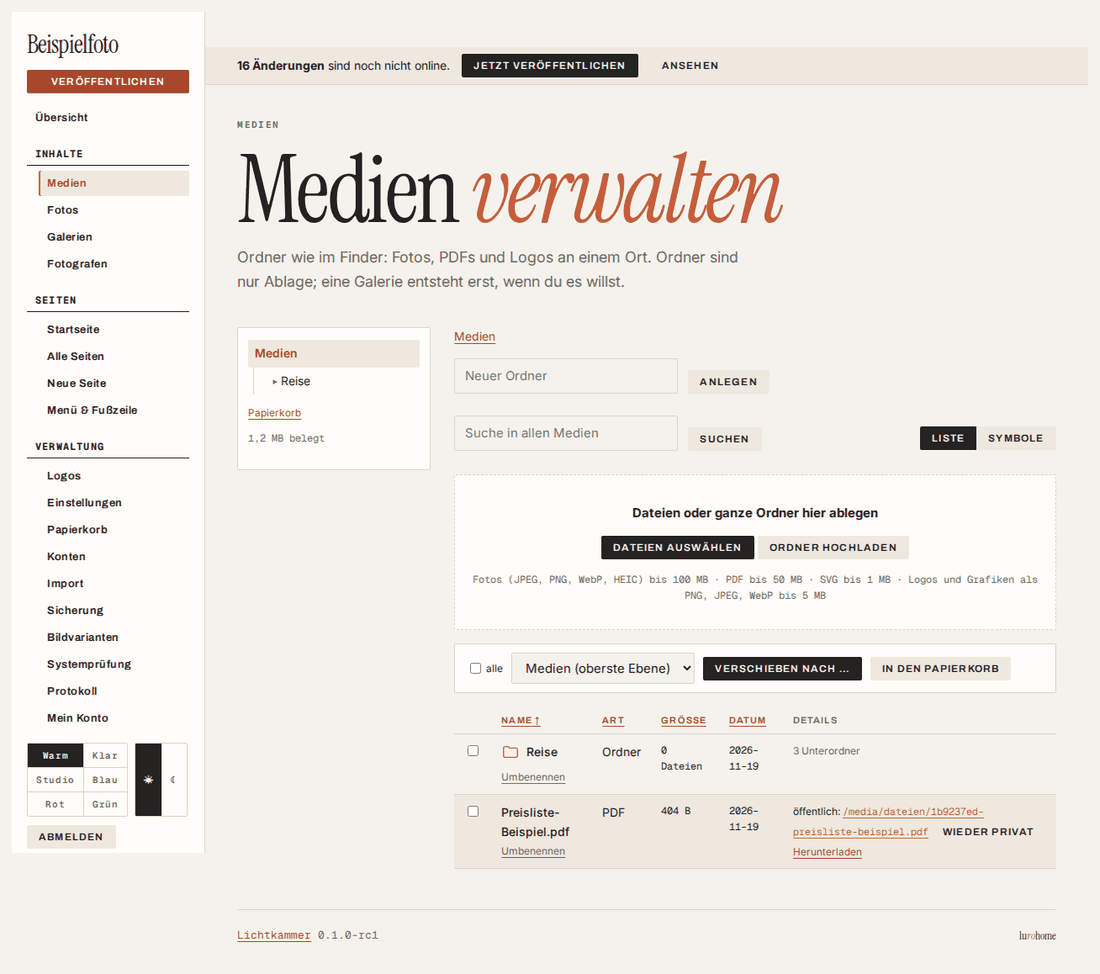 Beispielfoto
VERÖFFENTLICHEN
Übersicht
INHALTE
Medien
Fotos
Galerien
Fotografen
SEITEN
Startseite
Alle Seiten
Neue Seite
Menü & Fußzeile
VERWALTUNG
Logos
Einstellungen
Papierkorb
Konten
Import
Sicherung
Bildvarianten
Systemprüfung
Protokoll
Mein Konto
Warm Klar
Studio Blau
Rot Grün
ABMELDEN
16 Änderungen sind noch nicht online. JETZT VERÖFFENTLICHEN ANSEHEN
MEDIEN
Medien verwalten
Ordner wie im Finder: Fotos, PDFs und Logos an einem Ort. Ordner sind
nur Ablage; eine Galerie entsteht erst, wenn du es willst.
Medien
▸ Reise
Papierkorb
1,2 MB belegt
Medien
Neuer Ordner ANLEGEN
Suche in allen Medien SUCHEN LISTE SYMBOLE
Dateien oder ganze Ordner hier ablegen
DATEIEN AUSWÄHLEN ORDNER HOCHLADEN
Fotos (JPEG, PNG, WebP, HEIC) bis 100 MB · PDF bis 50 MB · SVG bis 1 MB · Logos und Grafiken als
PNG, JPEG, WebP bis 5 MB
alle Medien (oberste Ebene) VERSCHIEBEN NACH … IN DEN PAPIERKORB
NAME ↑ ART GRÖSSE DATUM DETAILS
Reise Ordner 0 2026- 3 Unterordner
Dateien 11-19
Umbenennen
Preisliste- PDF 404 B 2026- öffentlich: /media/dateien/1b9237ed-
Beispiel.pdf 11-19 preisliste-beispiel.pdf WIEDER PRIVAT
Umbenennen Herunterladen
Lichtkammer 0.1.0-rc1 lurohome